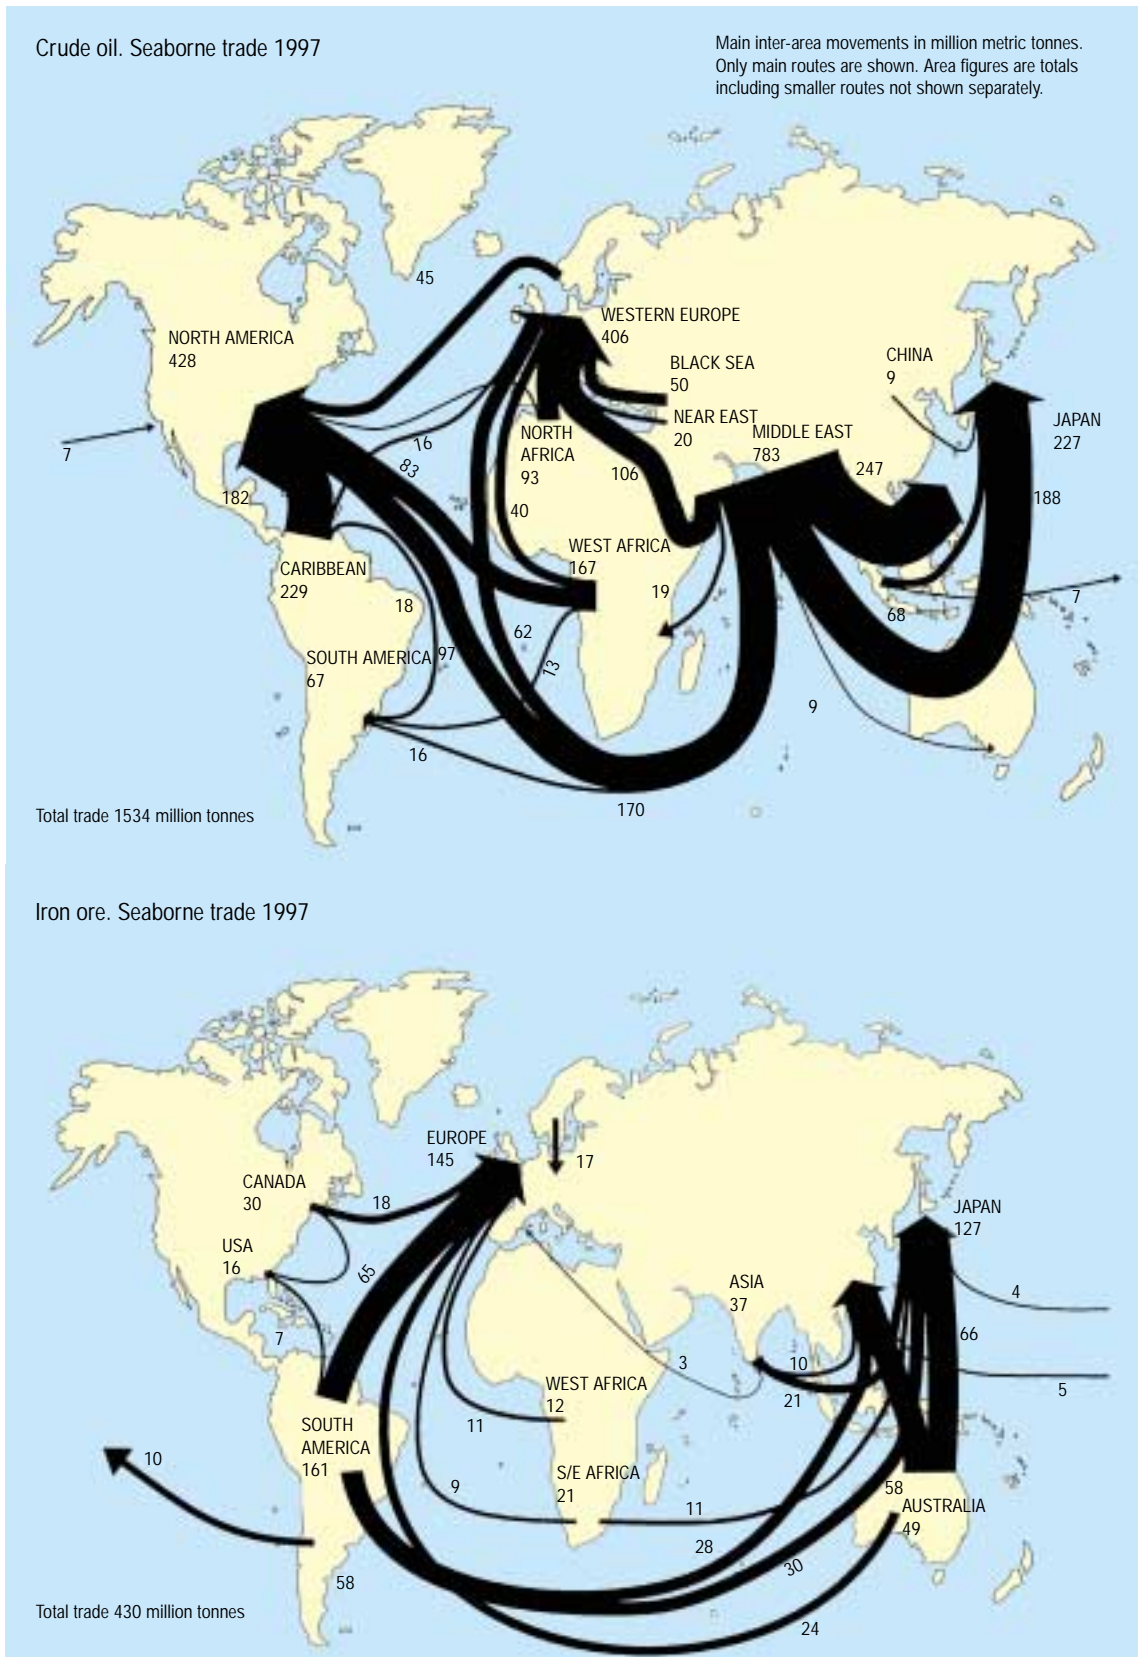 Crude oil. Seaborne trade 1997
Main inter-area movements in million metric tonnes.
Only main routes are shown. Area figures are totals
including smaller routes not shown separately.
45
NORTH AMERICA
428
WESTERN EUROPE
406
BLACK SEA
50
CHINA
9
NEAR EAST
20
JAPAN
227
7
16
83
NORTH
AFRICA
93
MIDDLE EAST
783
106
247
182
40
188
WEST AFRICA
167
CARIBBEAN
229
18
19
68
7
62
13
SOUTH AMERICA
67
97
9
16
170
Total trade 1534 million tonnes
Iron ore. Seaborne trade 1997
EUROPE
145
17
CANADA
30
18
JAPAN
127
USA
16
65
ASIA
37
4
7
66
3
10
21
5
WEST AFRICA
12
11
SOUTH
AMERICA
161
10
S/E AFRICA
21
9
11
58
AUSTRALIA
49
28
30
58
24
Total trade 430 million tonnes